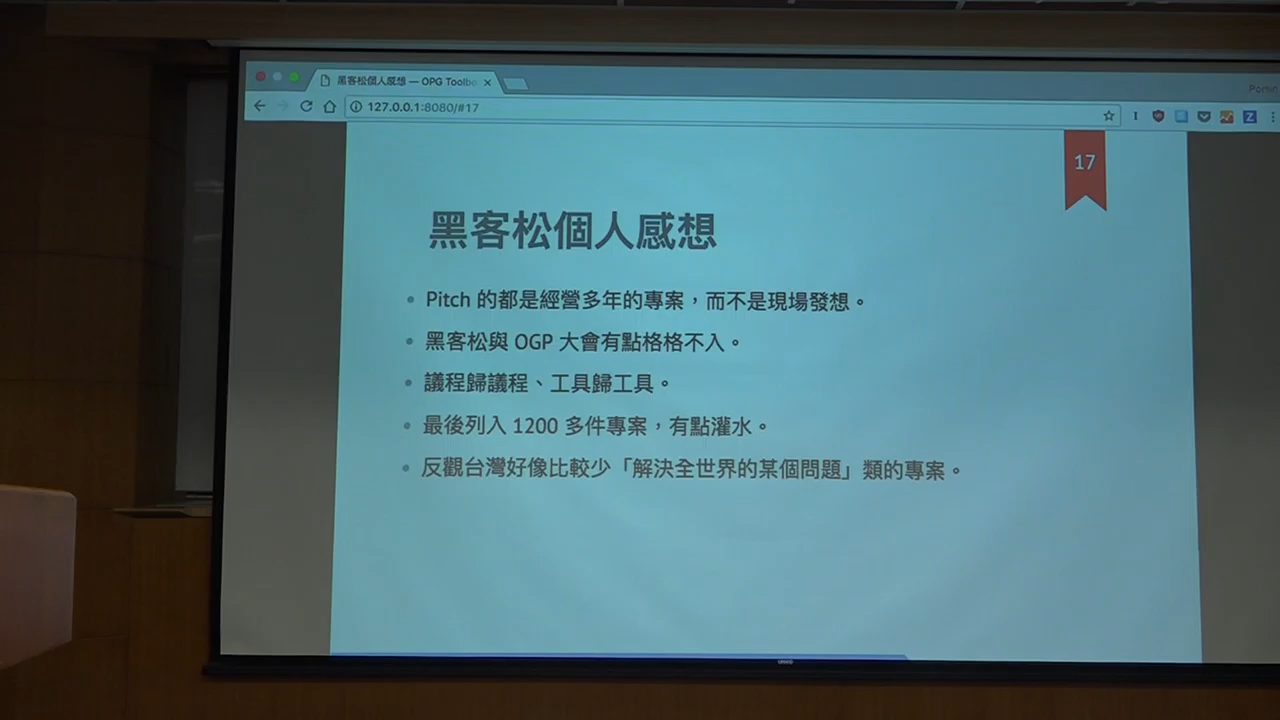 黑客松個人感想 — OPG Toolbo
127.0.0.1:8080/#17
17
黑客松個人感想
Pitch 的都是經營多年的專案，而不是現場發想。
黑客松與 OGP 大會有點格格不入。
議程歸議程、工具歸工具。
最後列入 1200 多件專案，有點灌水。
反觀台灣好像比較少「解決全世界的某個問題」類的專案。